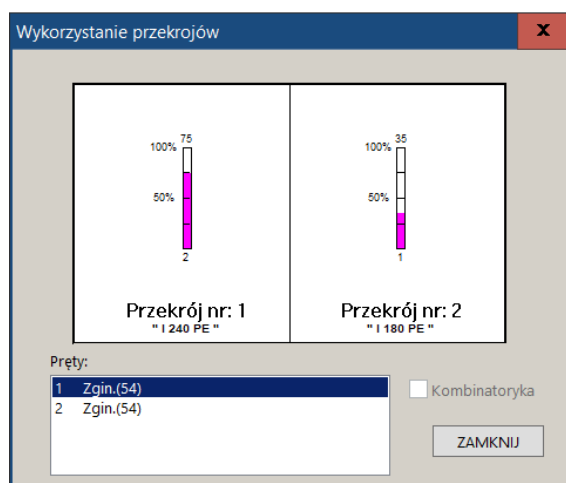 Wykorzystanie przekrojów x
75 35
100% 100%
50% 50%
2 1
Przekrój nr: 1 Przekrój nr: 2
" I 240 PE " " I 180 PE "
Pręty:
1 Zgin.(54)
2 Zgin.(54)
Kombinatoryka
ZAMKNIJ